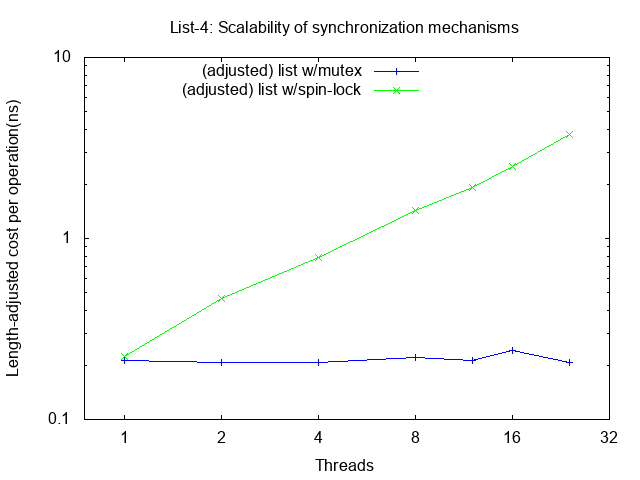 List-4: Scalability of synchronization mechanisms
(adjusted) list w/mutex
(adjusted) list w/spin-lock
Length-adjusted cost per operation(ns)
10
1
0.1
1 2 4 8 16 32
Threads